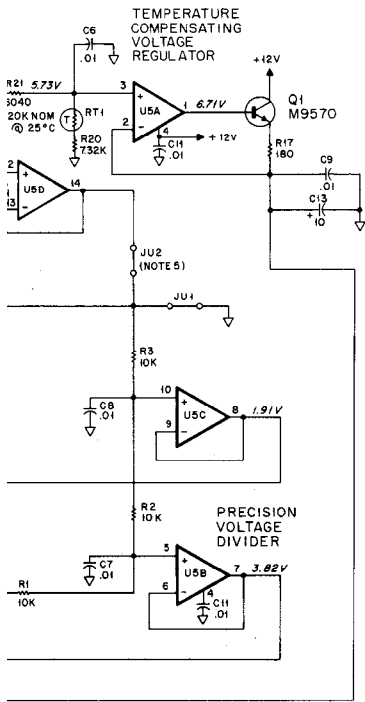 TEMPERATURE
COMPENSATING
VOLTAGE
REGULATOR
C6
.01
+12V
R21 5.73V
6040
3
+
U5A
1 6.71V
Q1
M9570
20K NOM
@ 25°C
T
RT1
2
−
4
+12V
R20
7.32K
C11
.01
R17
180
2
+
14
C9
.01
U5D
13
−
C13
+
10
JU2
(NOTE 5)
JU1
R3
10K
C8
.01
10
+
U5C
8 1.91V
9
−
R2
10K
PRECISION
VOLTAGE
DIVIDER
C7
.01
5
+
U5B
7 3.82V
R1
10K
6
−
4
C11
.01